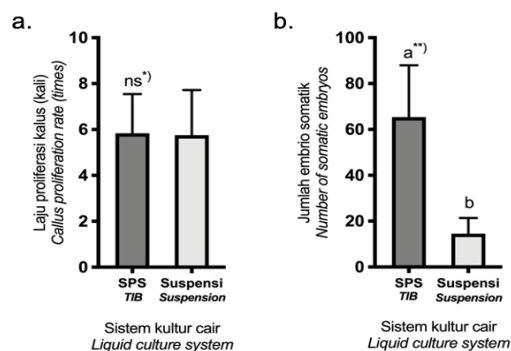 a.
Laju proliferasi kalus (kali)
Callus proliferation rate (times)
10
8
6
4
2
0
ns*)
SPS
TIB
Suspensi
Suspension
Sistem kultur cair
Liquid culture system
b.
Jumlah embrio somatik
Number of somatic embryos
100
80
60
40
20
0
a**)
b
SPS
TIB
Suspensi
Suspension
Sistem kultur cair
Liquid culture system